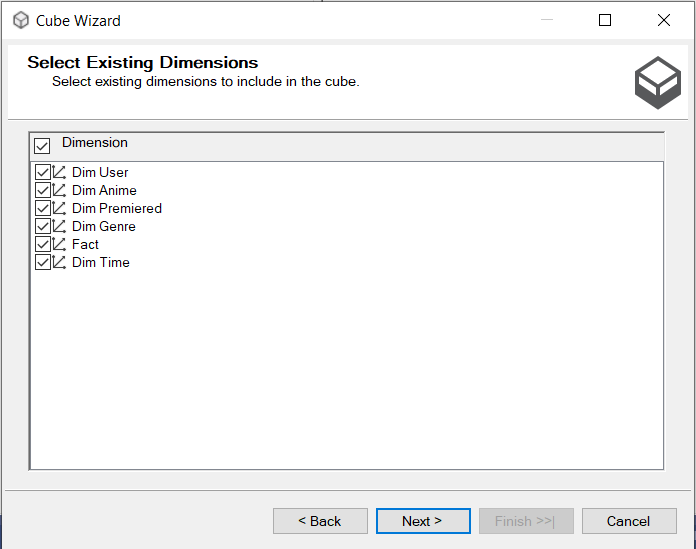 Cube Wizard
Select Existing Dimensions
Select existing dimensions to include in the cube.
Dimension
Dim User
Dim Anime
Dim Premiered
Dim Genre
Fact
Dim Time
< Back
Next >
Finish >>|
Cancel